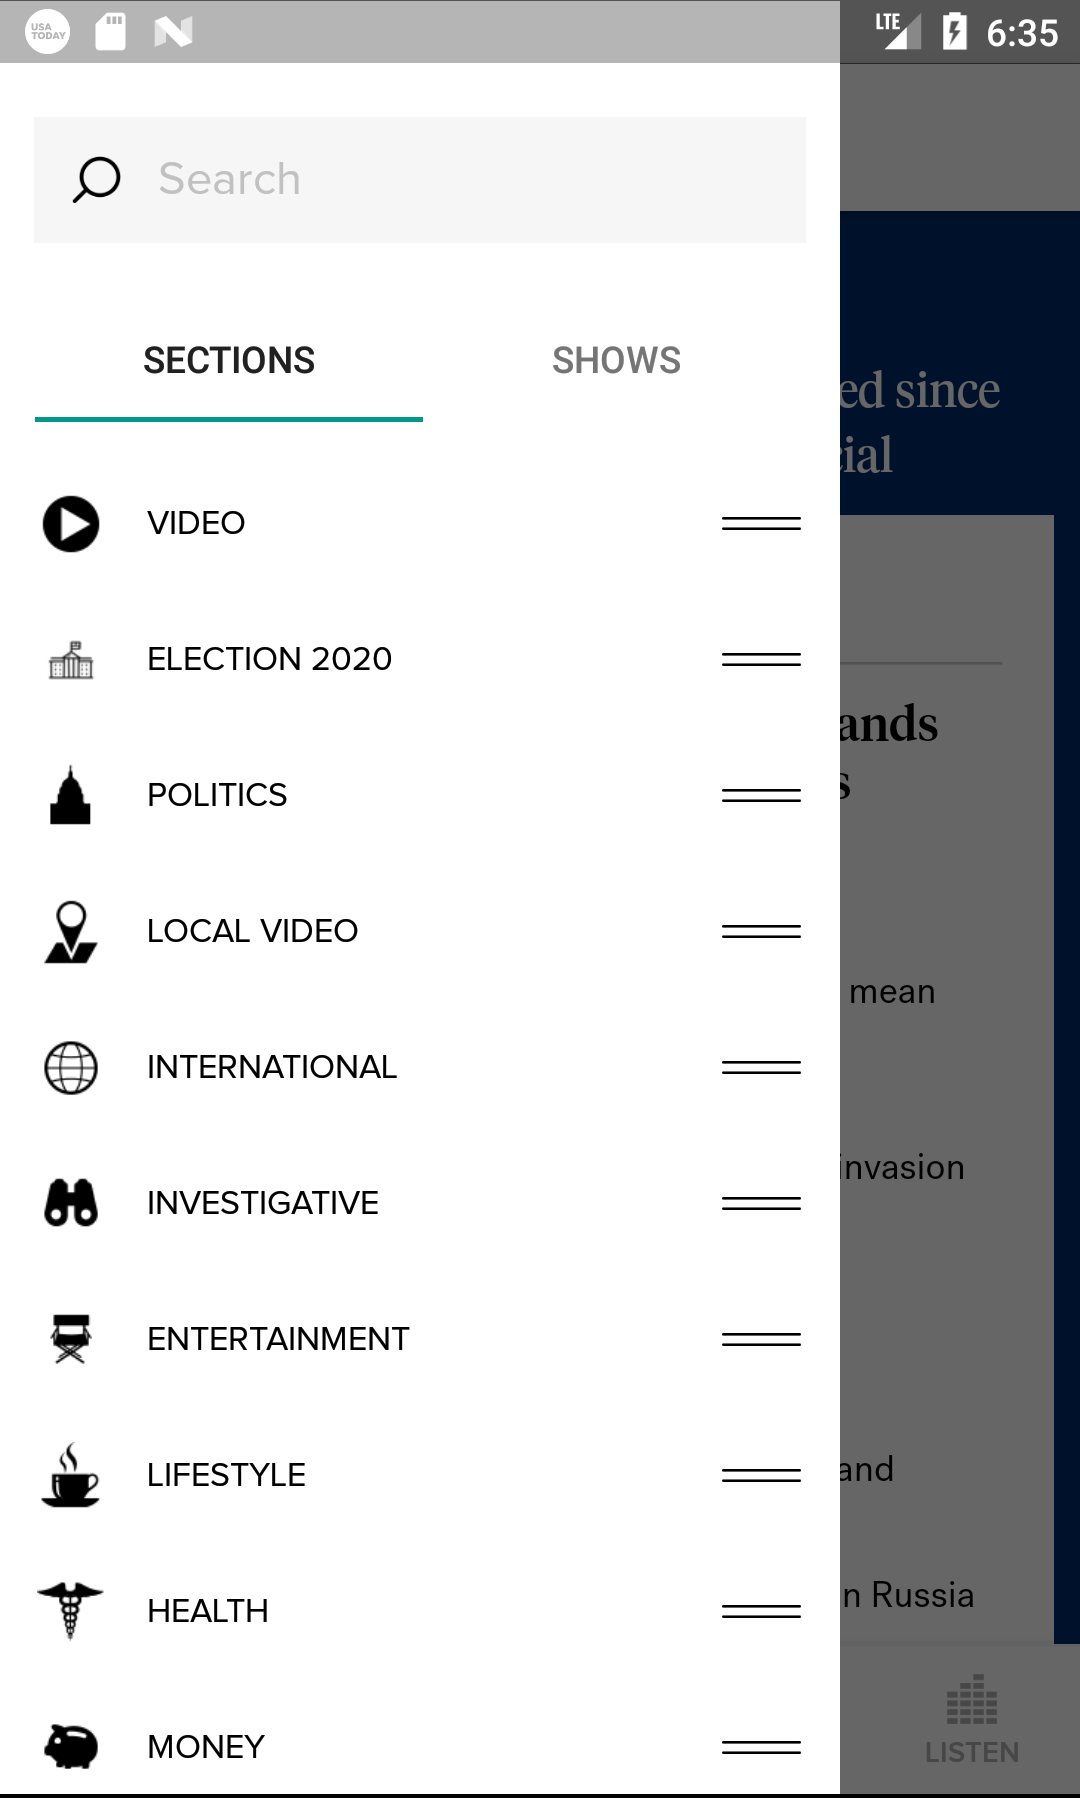 USA TODAY
LTE 6:35
Search
SECTIONS SHOWS
ed since
ial
VIDEO
ELECTION 2020
ands
s
POLITICS
LOCAL VIDEO
mean
INTERNATIONAL
invasion
INVESTIGATIVE
ENTERTAINMENT
and
LIFESTYLE
n Russia
HEALTH
MONEY
LISTEN